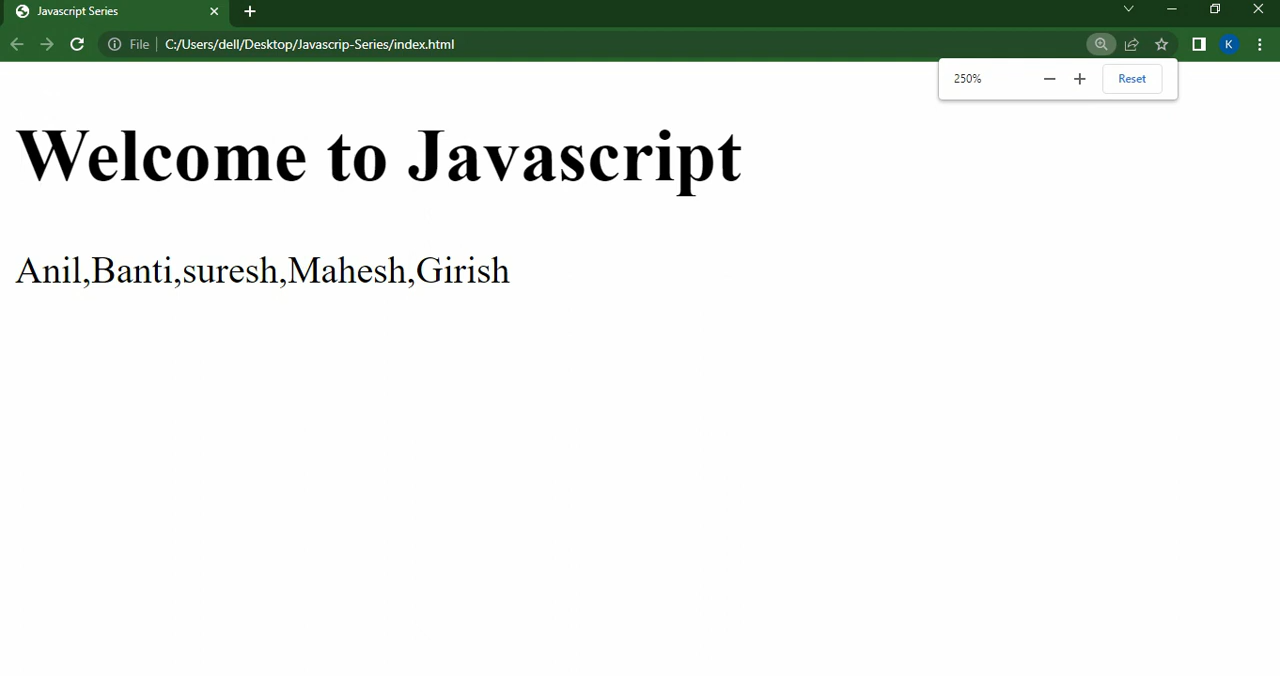 Javascript Series
File C:/Users/dell/Desktop/Javascrip-Series/index.html K
250% Reset
Welcome to Javascript
Anil,Banti,suresh,Mahesh,Girish